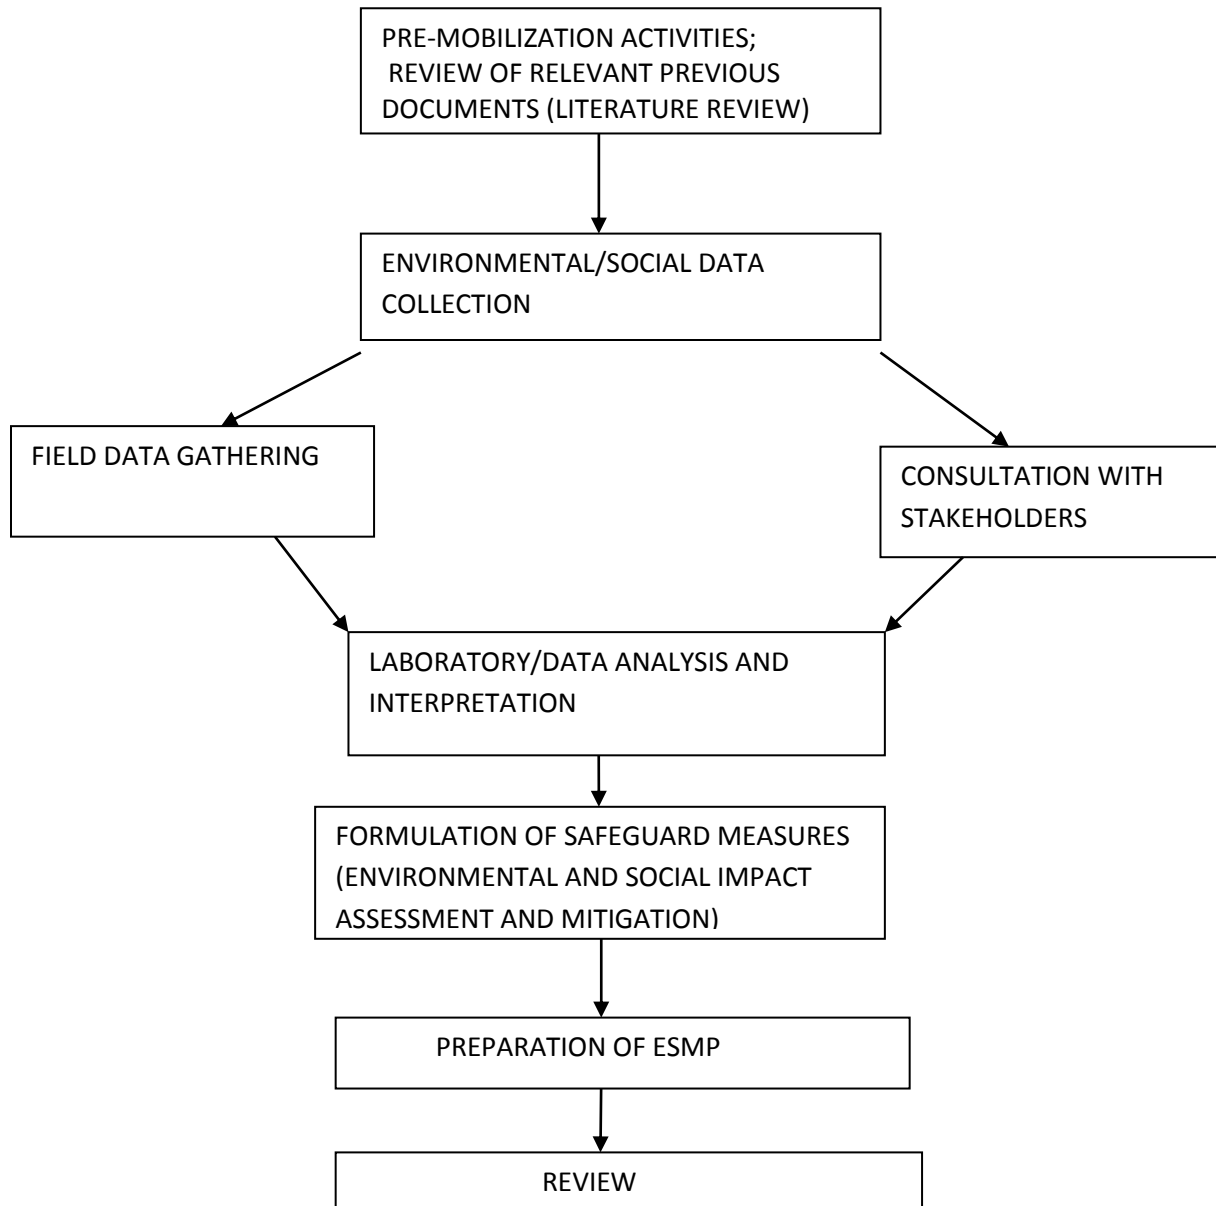 PRE-MOBILIZATION ACTIVITIES;
REVIEW OF RELEVANT PREVIOUS
DOCUMENTS (LITERATURE REVIEW)
ENVIRONMENTAL/SOCIAL DATA
COLLECTION
FIELD DATA GATHERING
CONSULTATION WITH
STAKEHOLDERS
LABORATORY/DATA ANALYSIS AND
INTERPRETATION
FORMULATION OF SAFEGUARD MEASURES
(ENVIRONMENTAL AND SOCIAL IMPACT
ASSESSMENT AND MITIGATION)
PREPARATION OF ESMP
REVIEW